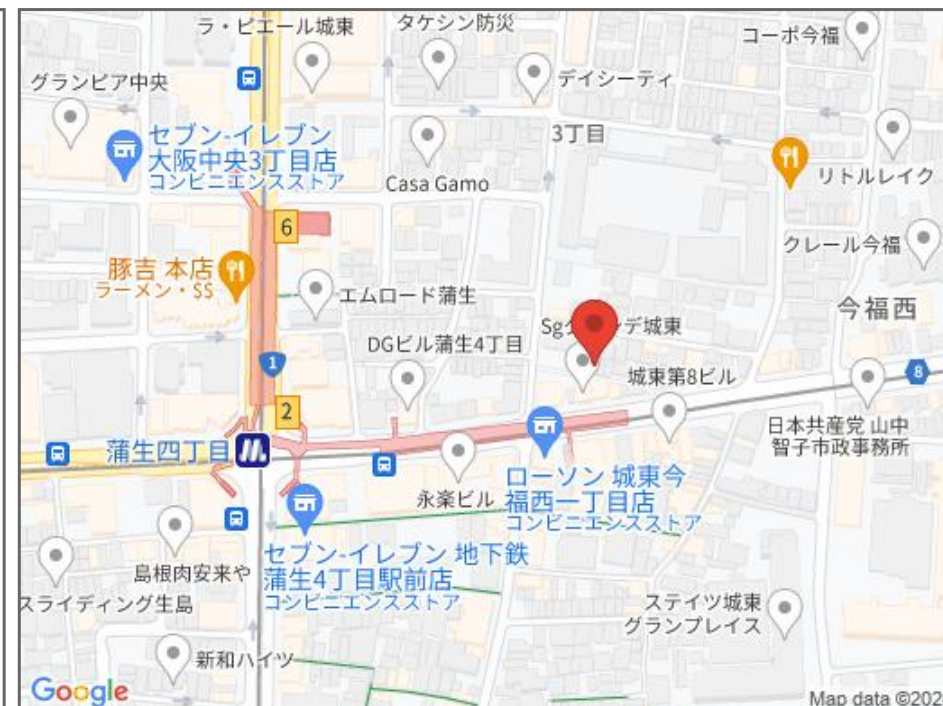 ラ・ピエール城東
タケシン防災
コーポ今福
グランピア中央
デイシーティ
セブン-イレブン
大阪中央3丁目店
コンビニエンスストア
3丁目
リトルレイク
Casa Gamo
6
クレール今福
豚吉 本店
ラーメン・$$
エムロード蒲生
今福西
DGビル蒲生4丁目
城東
1
城東第8ビル
8
2
蒲生四丁目
日本共産党 山中
智子市政事務所
ローソン 城東今
福西一丁目店
コンビニエンスストア
永楽ビル
セブン-イレブン 地下鉄
蒲生4丁目駅前店
コンビニエンスストア
島根肉安来や
スライディング生島
ステイツ城東
グランプレイス
新和ハイツ
Google
Map data ©202